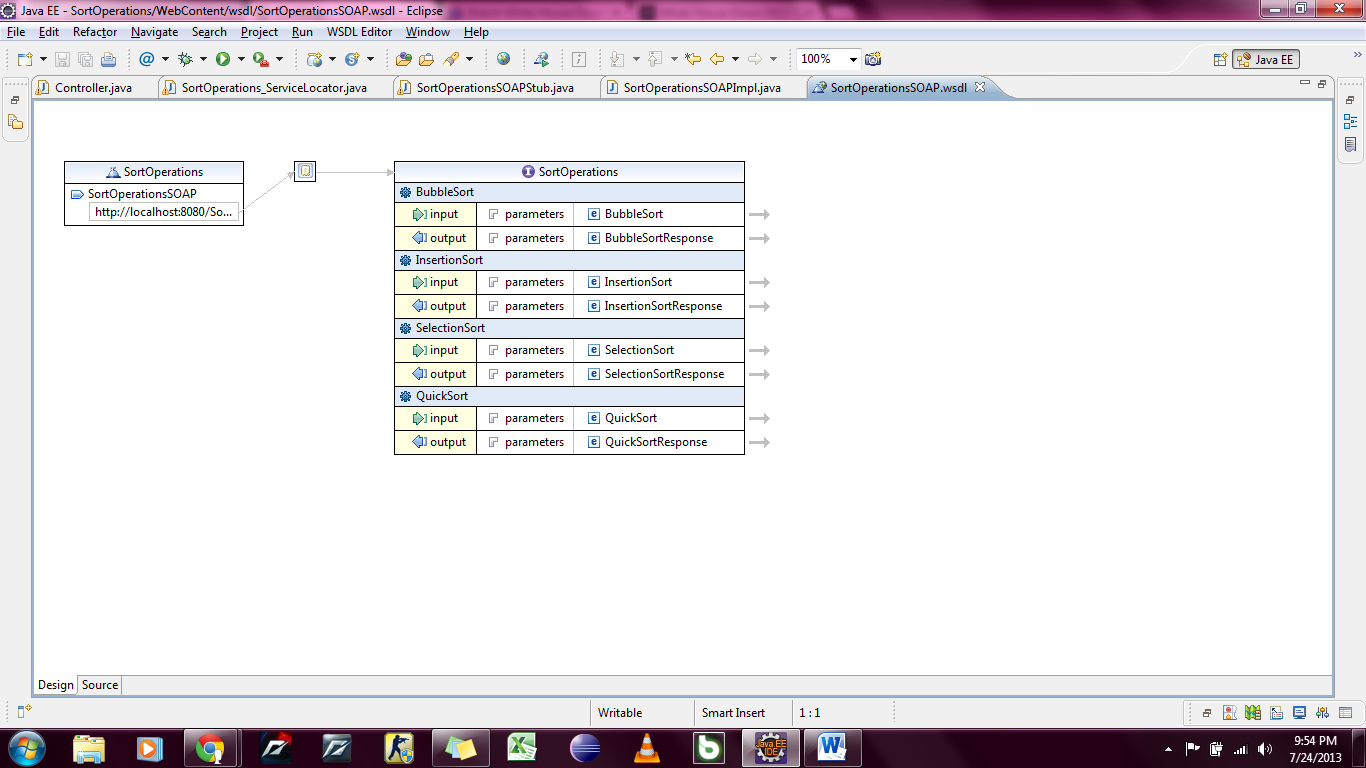 Java EE - SortOperations/WebContent/wsdl/SortOperationsSOAP.wsdl - Eclipse
File Edit Refactor Navigate Search Project Run WSDL Editor Window Help
100% Java EE
Controller.java SortOperations_ServiceLocator.java SortOperationsSOAPStub.java SortOperationsSOAPImpl.java SortOperationsSOAP.wsdl
SortOperations
SortOperationsSOAP
http://localhost:8080/So...
SortOperations
BubbleSort
input parameters BubbleSort
output parameters BubbleSortResponse
InsertionSort
input parameters InsertionSort
output parameters InsertionSortResponse
SelectionSort
input parameters SelectionSort
output parameters SelectionSortResponse
QuickSort
input parameters QuickSort
output parameters QuickSortResponse
Design Source
Writable Smart Insert 1 : 1
Java EE
IDE
9:54 PM
7/24/2013